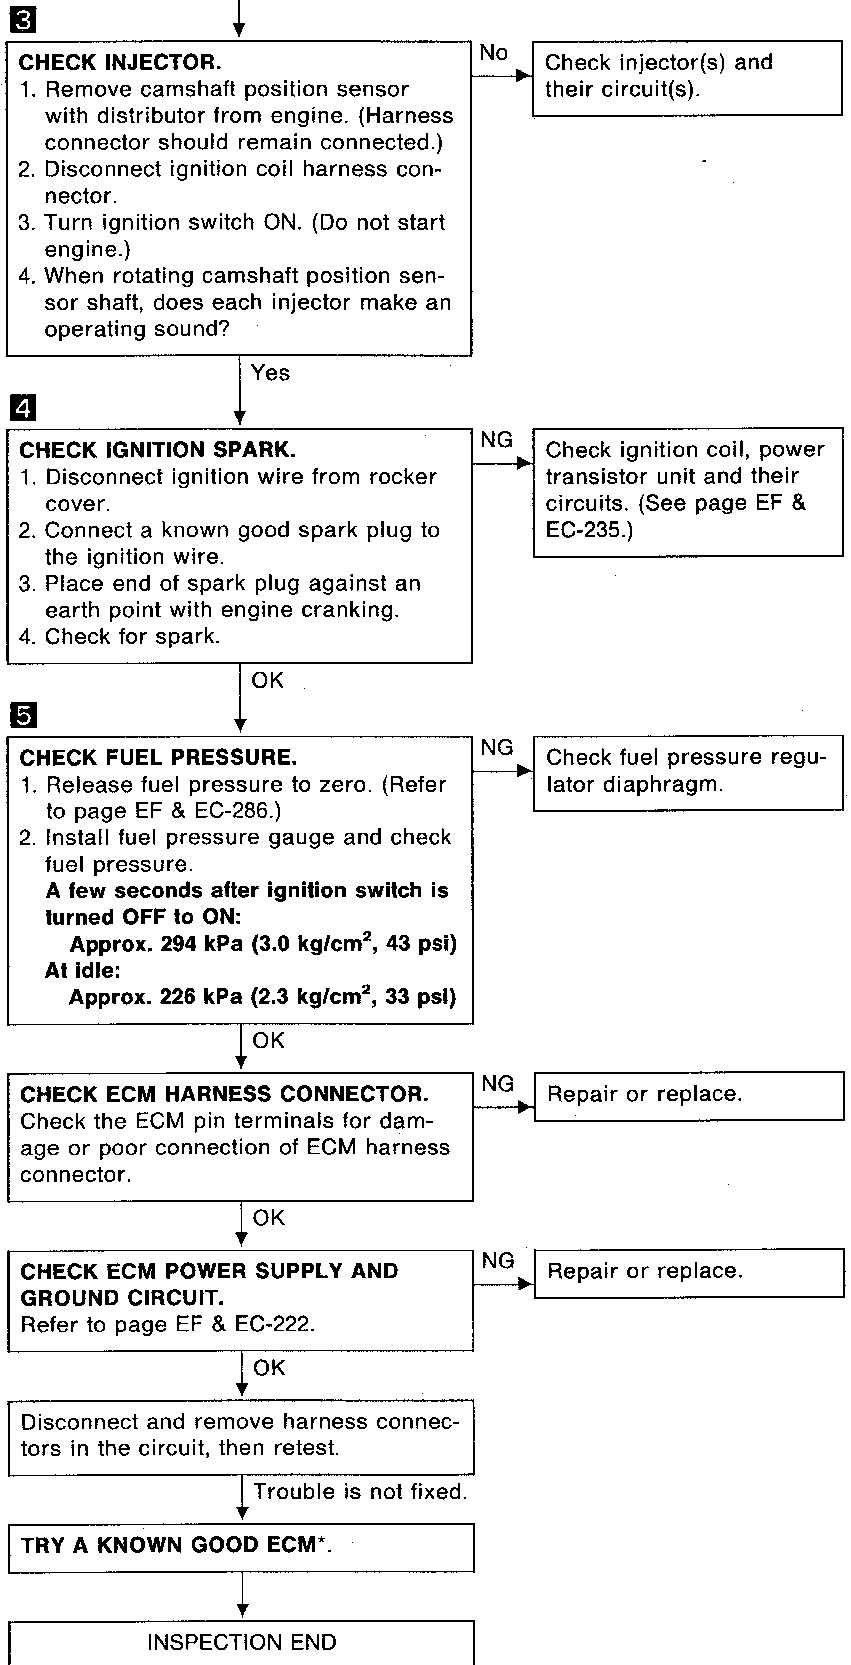 3
CHECK INJECTOR.
1. Remove camshaft position sensor
with distributor from engine. (Harness
connector should remain connected.)
2. Disconnect ignition coil harness con-
nector.
3. Turn ignition switch ON. (Do not start
engine.)
4. When rotating camshaft position sen-
sor shaft, does each injector make an
operating sound?
No
Check injector(s) and
their circuit(s).
Yes
4
CHECK IGNITION SPARK.
1. Disconnect ignition wire from rocker
cover.
2. Connect a known good spark plug to
the ignition wire.
3. Place end of spark plug against an
earth point with engine cranking.
4. Check for spark.
NG
Check ignition coil, power
transistor unit and their
circuits. (See page EF &
EC-235.)
OK
5
CHECK FUEL PRESSURE.
1. Release fuel pressure to zero. (Refer
to page EF & EC-286.)
2. Install fuel pressure gauge and check
fuel pressure.
A few seconds after ignition switch is
turned OFF to ON:
Approx. 294 kPa (3.0 kg/cm², 43 psi)
At idle:
Approx. 226 kPa (2.3 kg/cm², 33 psi)
NG
Check fuel pressure regu-
lator diaphragm.
OK
CHECK ECM HARNESS CONNECTOR.
Check the ECM pin terminals for dam-
age or poor connection of ECM harness
connector.
NG
Repair or replace.
OK
CHECK ECM POWER SUPPLY AND
GROUND CIRCUIT.
Refer to page EF & EC-222.
NG
Repair or replace.
OK
Disconnect and remove harness connec-
tors in the circuit, then retest.
Trouble is not fixed.
TRY A KNOWN GOOD ECM*.
INSPECTION END